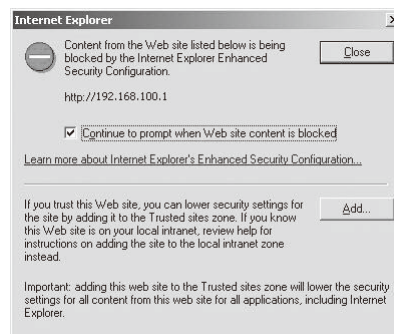 Internet Explorer
Content from the Web site listed below is being
blocked by the Internet Explorer Enhanced
Security Configuration.
Close
http://192.168.100.1
Continue to prompt when Web site content is blocked
Learn more about Internet Explorer's Enhanced Security Configuration...
If you trust this Web site, you can lower security settings for
the site by adding it to the Trusted sites zone. If you know
this Web site is on your local intranet, review help for
instructions on adding the site to the local intranet zone
instead.
Add...
Important: adding this web site to the Trusted sites zone will lower the security
settings for all content from this web site for all applications, including Internet
Explorer.